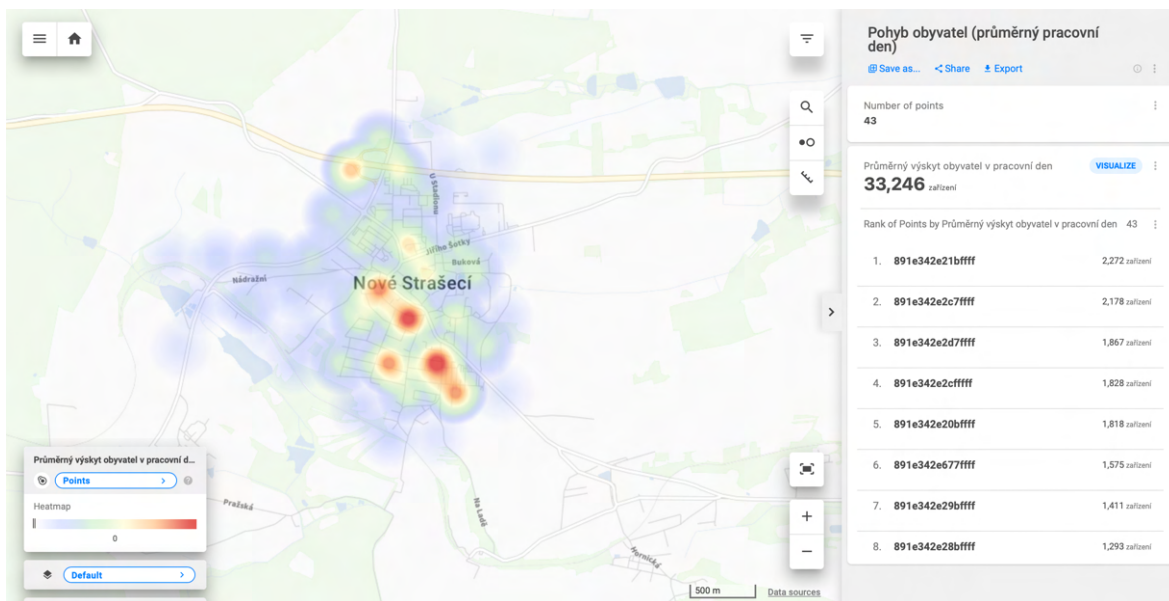 Pohyb obyvatel (průměrný pracovní
den)
Save as...
Share
Export
Number of points
43
Průměrný výskyt obyvatel v pracovní den
VISUALIZE
33,246 zařízení
Rank of Points by Průměrný výskyt obyvatel v pracovní den 43
1. 891e342e21bffff 2,272 zařízení
2. 891e342e2c7ffff 2,178 zařízení
3. 891e342e2d7ffff 1,867 zařízení
4. 891e342e2cfffff 1,828 zařízení
5. 891e342e20bffff 1,818 zařízení
6. 891e342e677ffff 1,575 zařízení
7. 891e342e29bffff 1,411 zařízení
8. 891e342e28bffff 1,293 zařízení
U Stadionu
Jiřího Šotky
Buková
Nádražní
Nové Strašecí
Pražská
Na Ladě
Hornická
Průměrný výskyt obyvatel v pracovní d...
Points
Heatmap
0
Default
500 m
Data sources